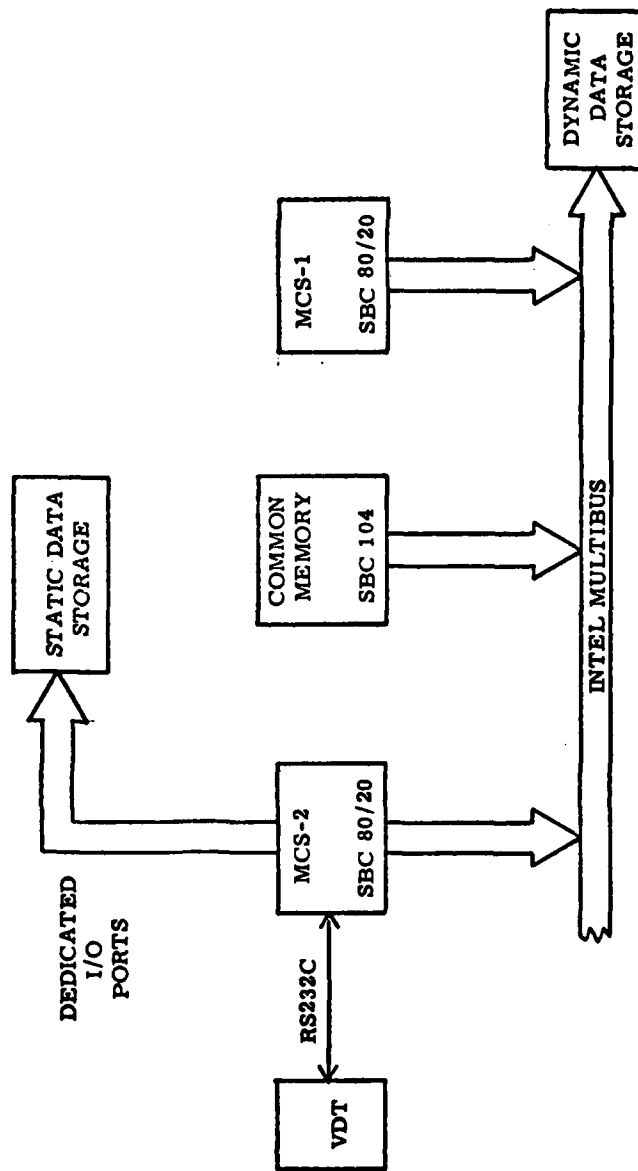 DEDICATED
I/O
PORTS
STATIC DATA
STORAGE
VDT
RS232C
MCS-2
SBC 80/20
COMMON
MEMORY
SBC 104
MCS-1
SBC 80/20
INTEL MULTIBUS
DYNAMIC
DATA
STORAGE